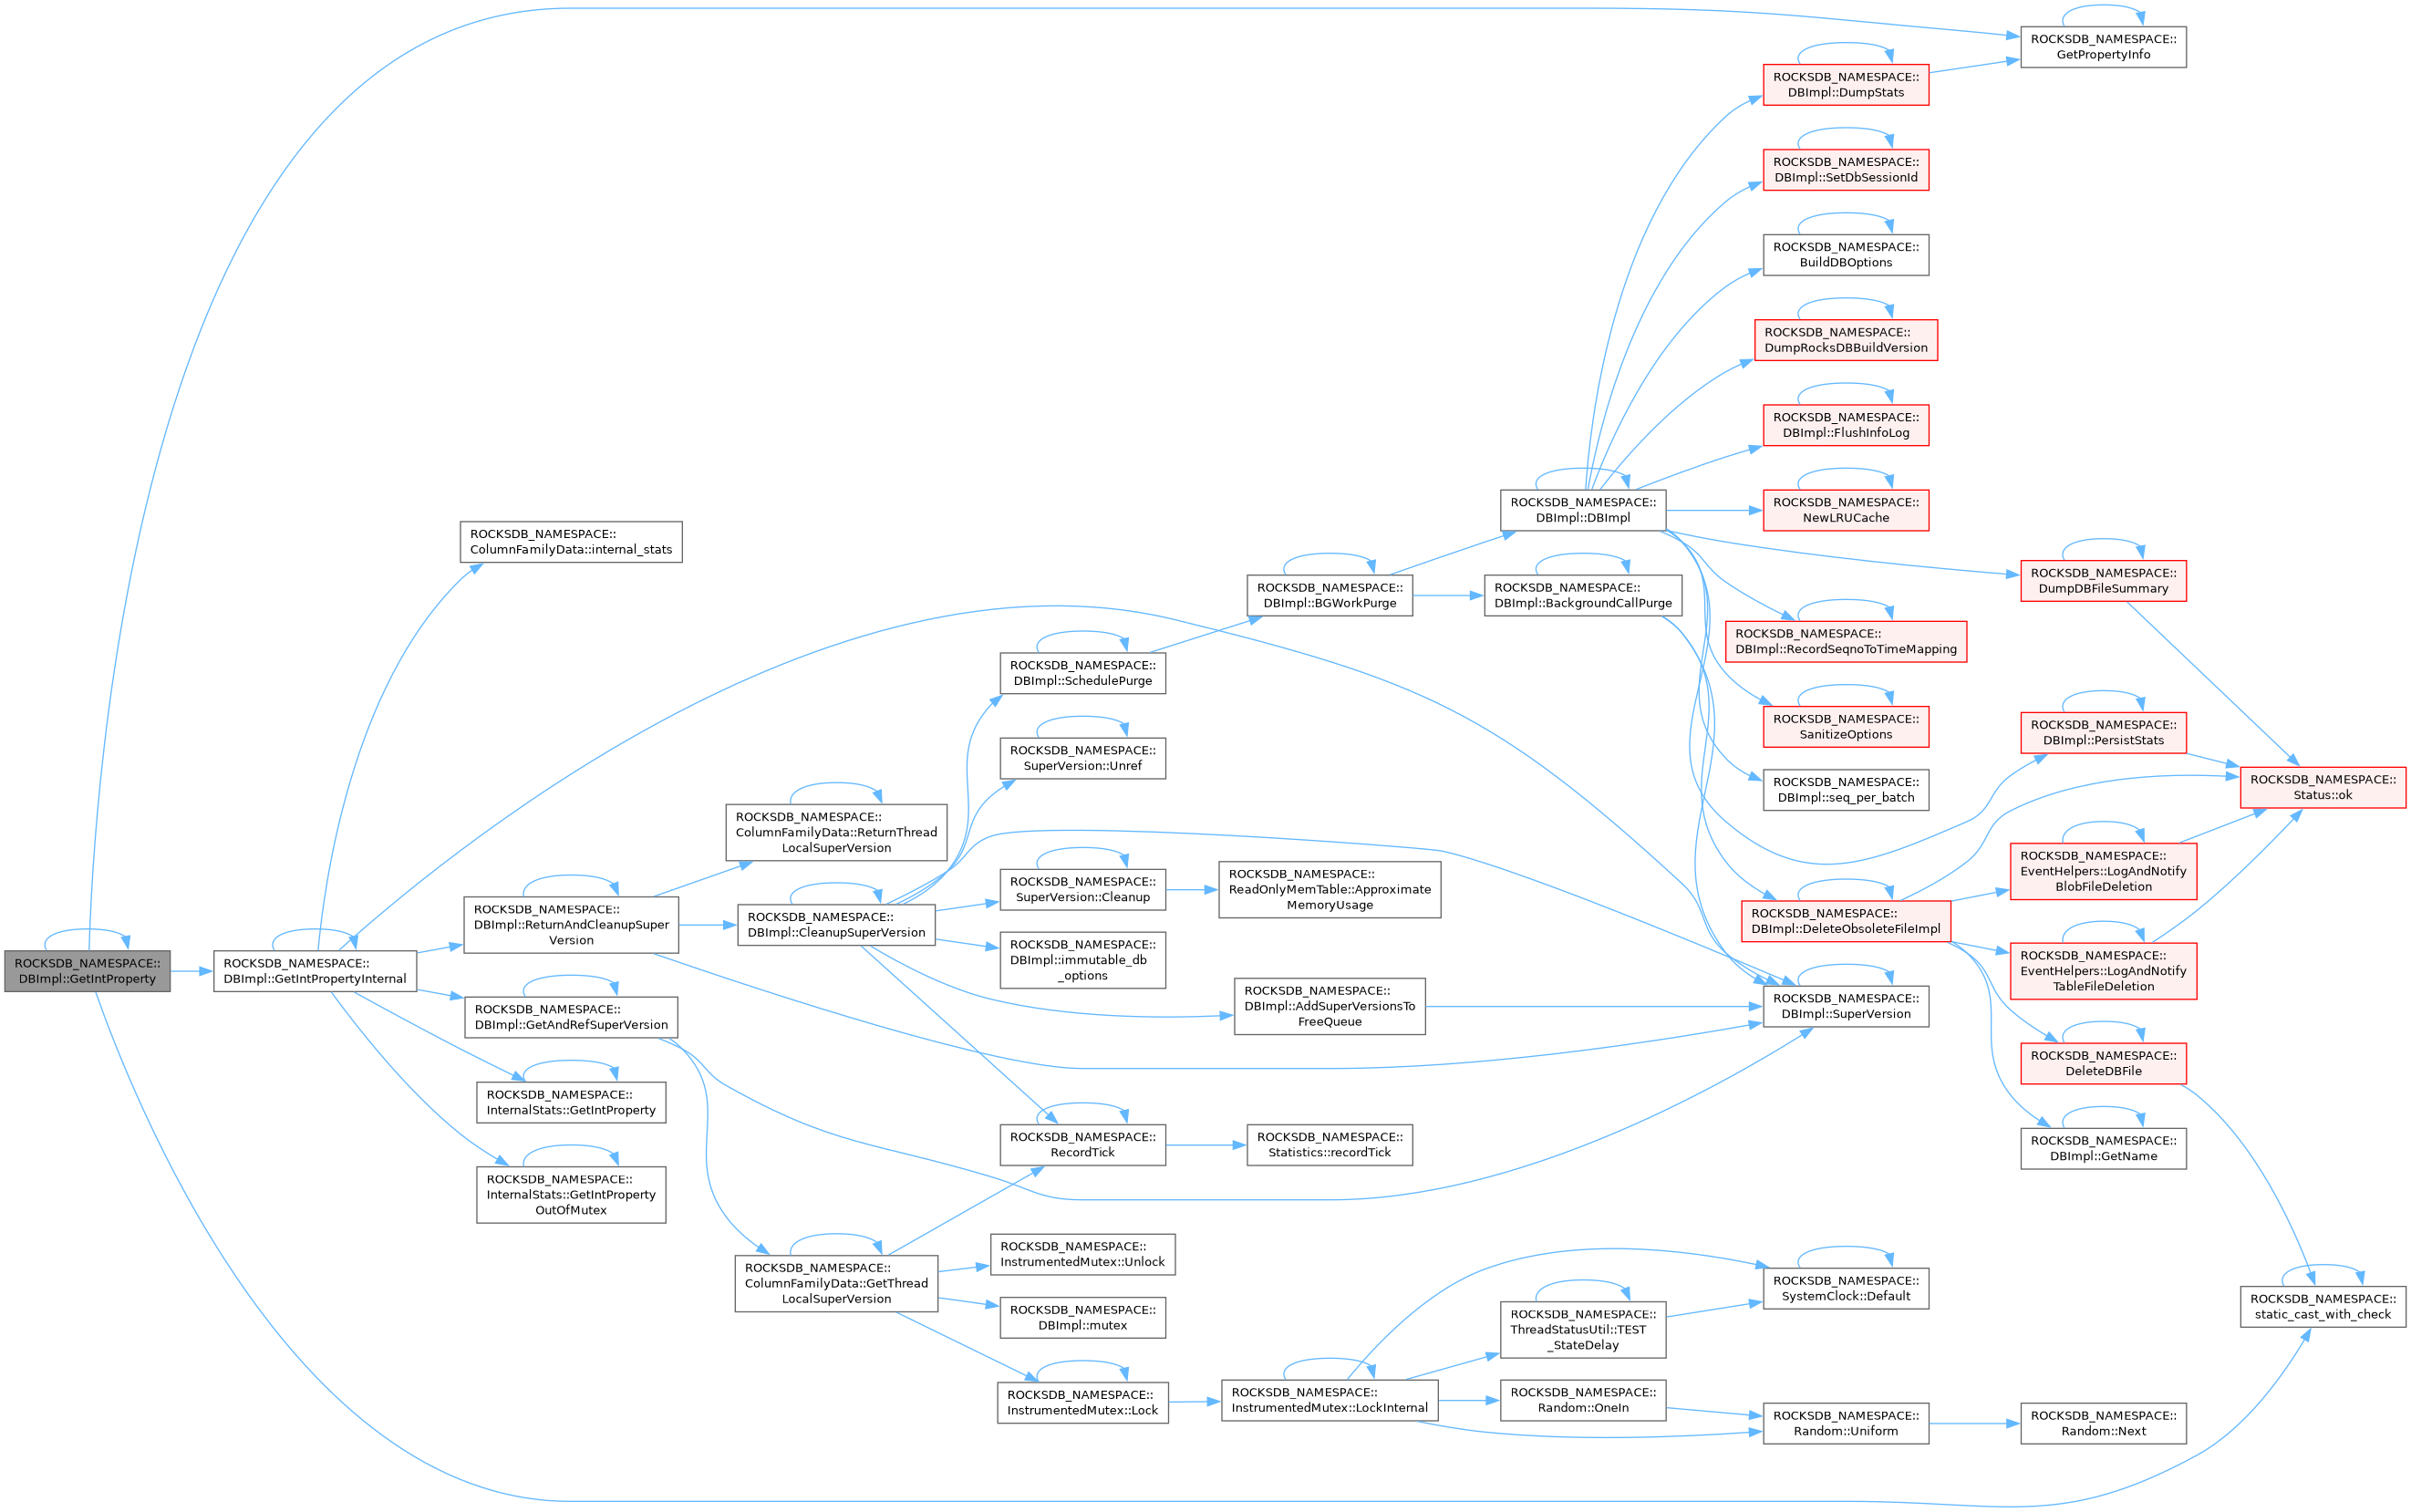 ROCKSDB_NAMESPACE::
DBImpl::GetIntProperty
ROCKSDB_NAMESPACE::
DBImpl::GetIntPropertyInternal
ROCKSDB_NAMESPACE::
ColumnFamilyData::internal_stats
ROCKSDB_NAMESPACE::
DBImpl::ReturnAndCleanupSuper
Version
ROCKSDB_NAMESPACE::
DBImpl::GetAndRefSuperVersion
ROCKSDB_NAMESPACE::
InternalStats::GetIntProperty
ROCKSDB_NAMESPACE::
InternalStats::GetIntProperty
OutOfMutex
ROCKSDB_NAMESPACE::
ColumnFamilyData::ReturnThread
LocalSuperVersion
ROCKSDB_NAMESPACE::
DBImpl::CleanupSuperVersion
ROCKSDB_NAMESPACE::
ColumnFamilyData::GetThread
LocalSuperVersion
ROCKSDB_NAMESPACE::
DBImpl::SchedulePurge
ROCKSDB_NAMESPACE::
SuperVersion::Unref
ROCKSDB_NAMESPACE::
SuperVersion::Cleanup
ROCKSDB_NAMESPACE::
DBImpl::immutable_db
_options
ROCKSDB_NAMESPACE::
RecordTick
ROCKSDB_NAMESPACE::
InstrumentedMutex::Unlock
ROCKSDB_NAMESPACE::
DBImpl::mutex
ROCKSDB_NAMESPACE::
InstrumentedMutex::Lock
ROCKSDB_NAMESPACE::
DBImpl::BGWorkPurge
ROCKSDB_NAMESPACE::
ReadOnlyMemTable::Approximate
MemoryUsage
ROCKSDB_NAMESPACE::
DBImpl::AddSuperVersionsTo
FreeQueue
ROCKSDB_NAMESPACE::
Statistics::recordTick
ROCKSDB_NAMESPACE::
InstrumentedMutex::LockInternal
ROCKSDB_NAMESPACE::
DBImpl::DBImpl
ROCKSDB_NAMESPACE::
DBImpl::BackgroundCallPurge
ROCKSDB_NAMESPACE::
ThreadStatusUtil::TEST
_StateDelay
ROCKSDB_NAMESPACE::
Random::OneIn
ROCKSDB_NAMESPACE::
DBImpl::DumpStats
ROCKSDB_NAMESPACE::
DBImpl::SetDbSessionId
ROCKSDB_NAMESPACE::
BuildDBOptions
ROCKSDB_NAMESPACE::
DumpRocksDBBuildVersion
ROCKSDB_NAMESPACE::
DBImpl::FlushInfoLog
ROCKSDB_NAMESPACE::
NewLRUCache
ROCKSDB_NAMESPACE::
DBImpl::RecordSeqnoToTimeMapping
ROCKSDB_NAMESPACE::
SanitizeOptions
ROCKSDB_NAMESPACE::
DBImpl::seq_per_batch
ROCKSDB_NAMESPACE::
DBImpl::DeleteObsoleteFileImpl
ROCKSDB_NAMESPACE::
DBImpl::SuperVersion
ROCKSDB_NAMESPACE::
SystemClock::Default
ROCKSDB_NAMESPACE::
Random::Uniform
ROCKSDB_NAMESPACE::
GetPropertyInfo
ROCKSDB_NAMESPACE::
DumpDBFileSummary
ROCKSDB_NAMESPACE::
DBImpl::PersistStats
ROCKSDB_NAMESPACE::
EventHelpers::LogAndNotify
BlobFileDeletion
ROCKSDB_NAMESPACE::
EventHelpers::LogAndNotify
TableFileDeletion
ROCKSDB_NAMESPACE::
DeleteDBFile
ROCKSDB_NAMESPACE::
DBImpl::GetName
ROCKSDB_NAMESPACE::
Random::Next
ROCKSDB_NAMESPACE::
Status::ok
ROCKSDB_NAMESPACE::
static_cast_with_check